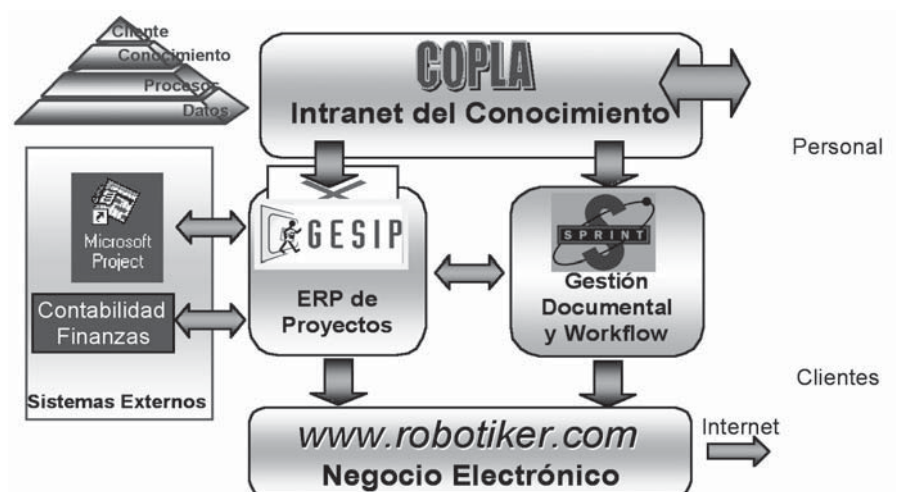 Cliente
Conocimiento
Procesos
Datos
COPLA
Intranet del Conocimiento
Personal
Microsoft
Project
Contabilidad
Finanzas
Sistemas Externos
GESIP
ERP de
Proyectos
S
SPRINT
Gestión
Documental
y Workflow
Clientes
www.robotiker.com
Negocio Electrónico
Internet